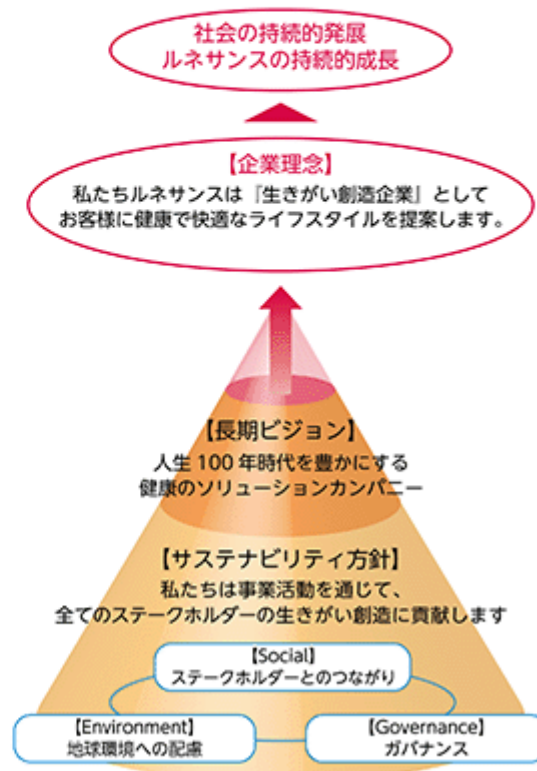 社会の持続的発展
ルネサンスの持続的成長
【企業理念】
私たちルネサンスは『生きがい創造企業』として
お客様に健康で快適なライフスタイルを提案します。
【長期ビジョン】
人生100年時代を豊かにする
健康のソリューションカンパニー
【サステナビリティ方針】
私たちは事業活動を通じて、
全てのステークホルダーの生きがい創造に貢献します
【Social】
ステークホルダーとのつながり
【Environment】
地球環境への配慮
【Governance】
ガバナンス